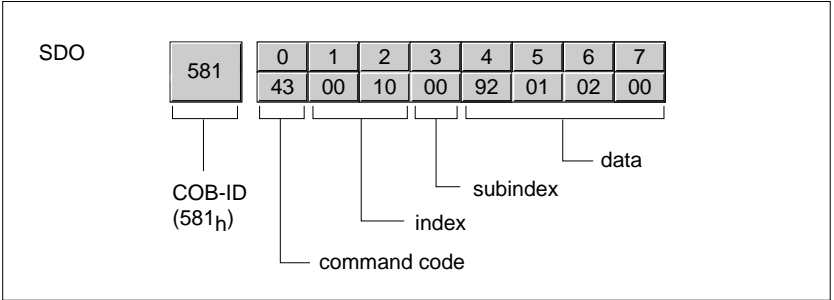 SDO
581 0 1 2 3 4 5 6 7
43 00 10 00 92 01 02 00
data
subindex
COB-ID
(581h)
index
command code